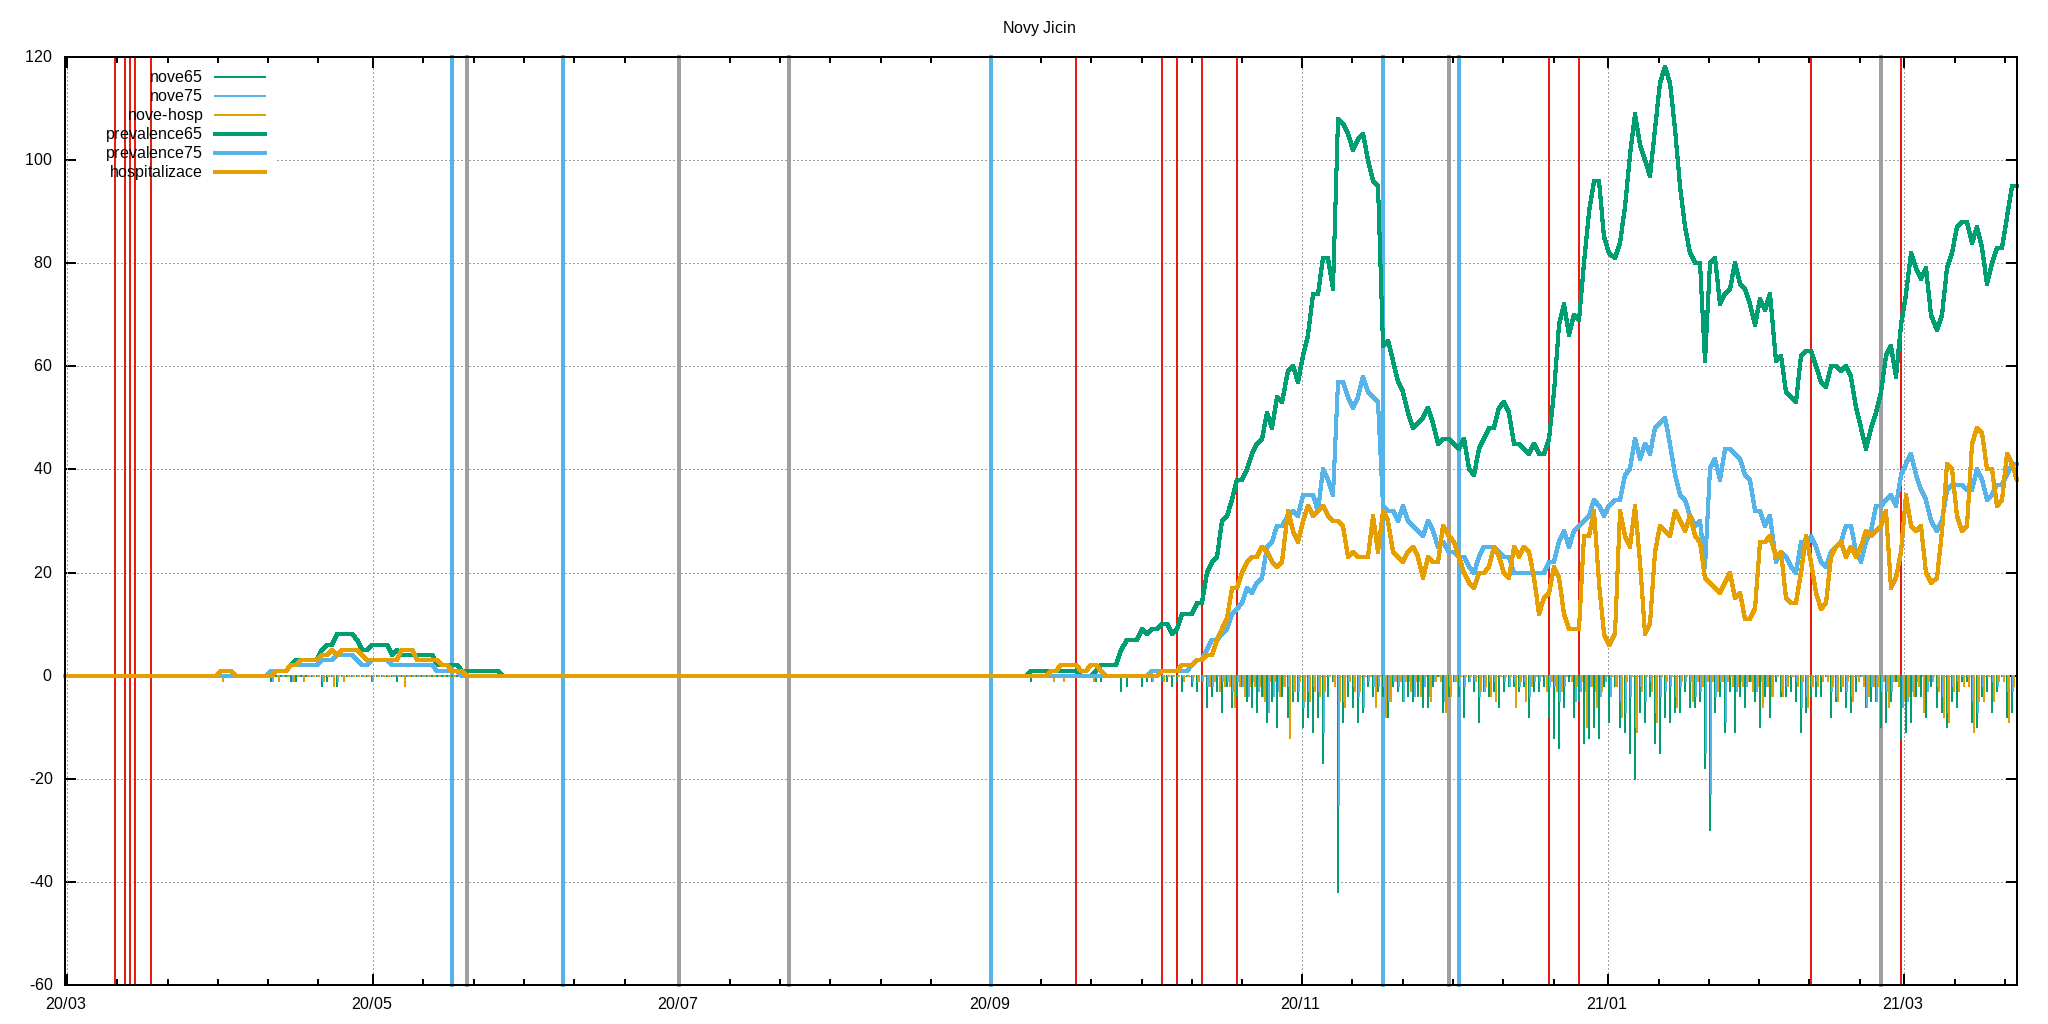 Novy Jicin
120
100
80
60
40
20
0
-20
-40
-60
nove65
nove75
nove-hosp
prevalence65
prevalence75
hospitalizace
20/03 20/05 20/07 20/09 20/11 21/01 21/03